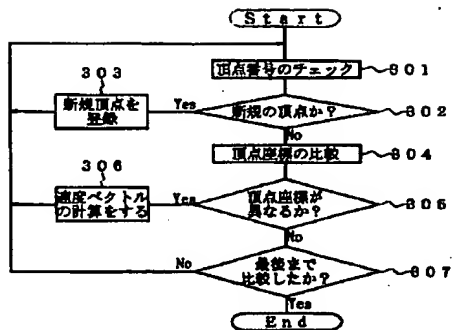 Start
頂点番号のチェック
301
303
新規頂点を
登録
Yes
新規の頂点か?
302
No
頂点座標の比較
304
306
速度ベクトル
の計算をする
Yes
頂点座標が
異なるか?
305
No
No
最後まで
比較したか?
307
Yes
End